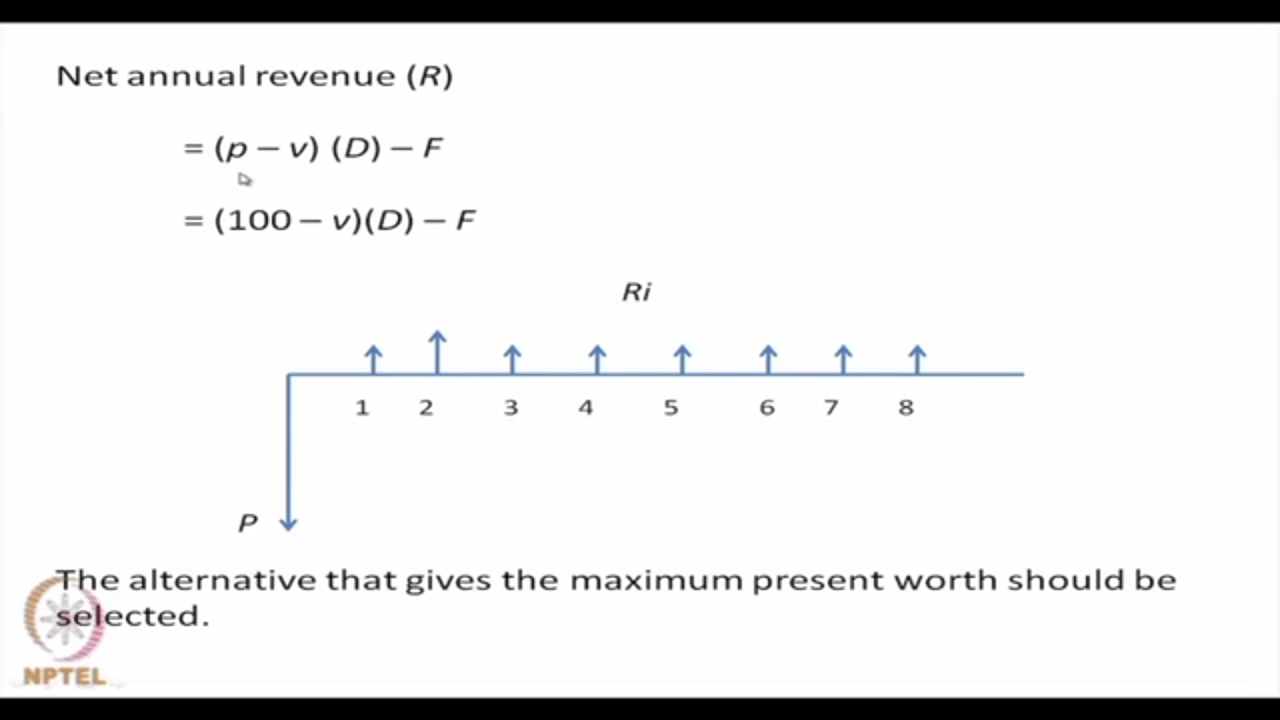 Net annual revenue (R)
= (p – v) (D) – F
= (100 – v)(D) – F
Ri
1 2 3 4 5 6 7 8
P
The alternative that gives the maximum present worth should be
selected.
NPTEL